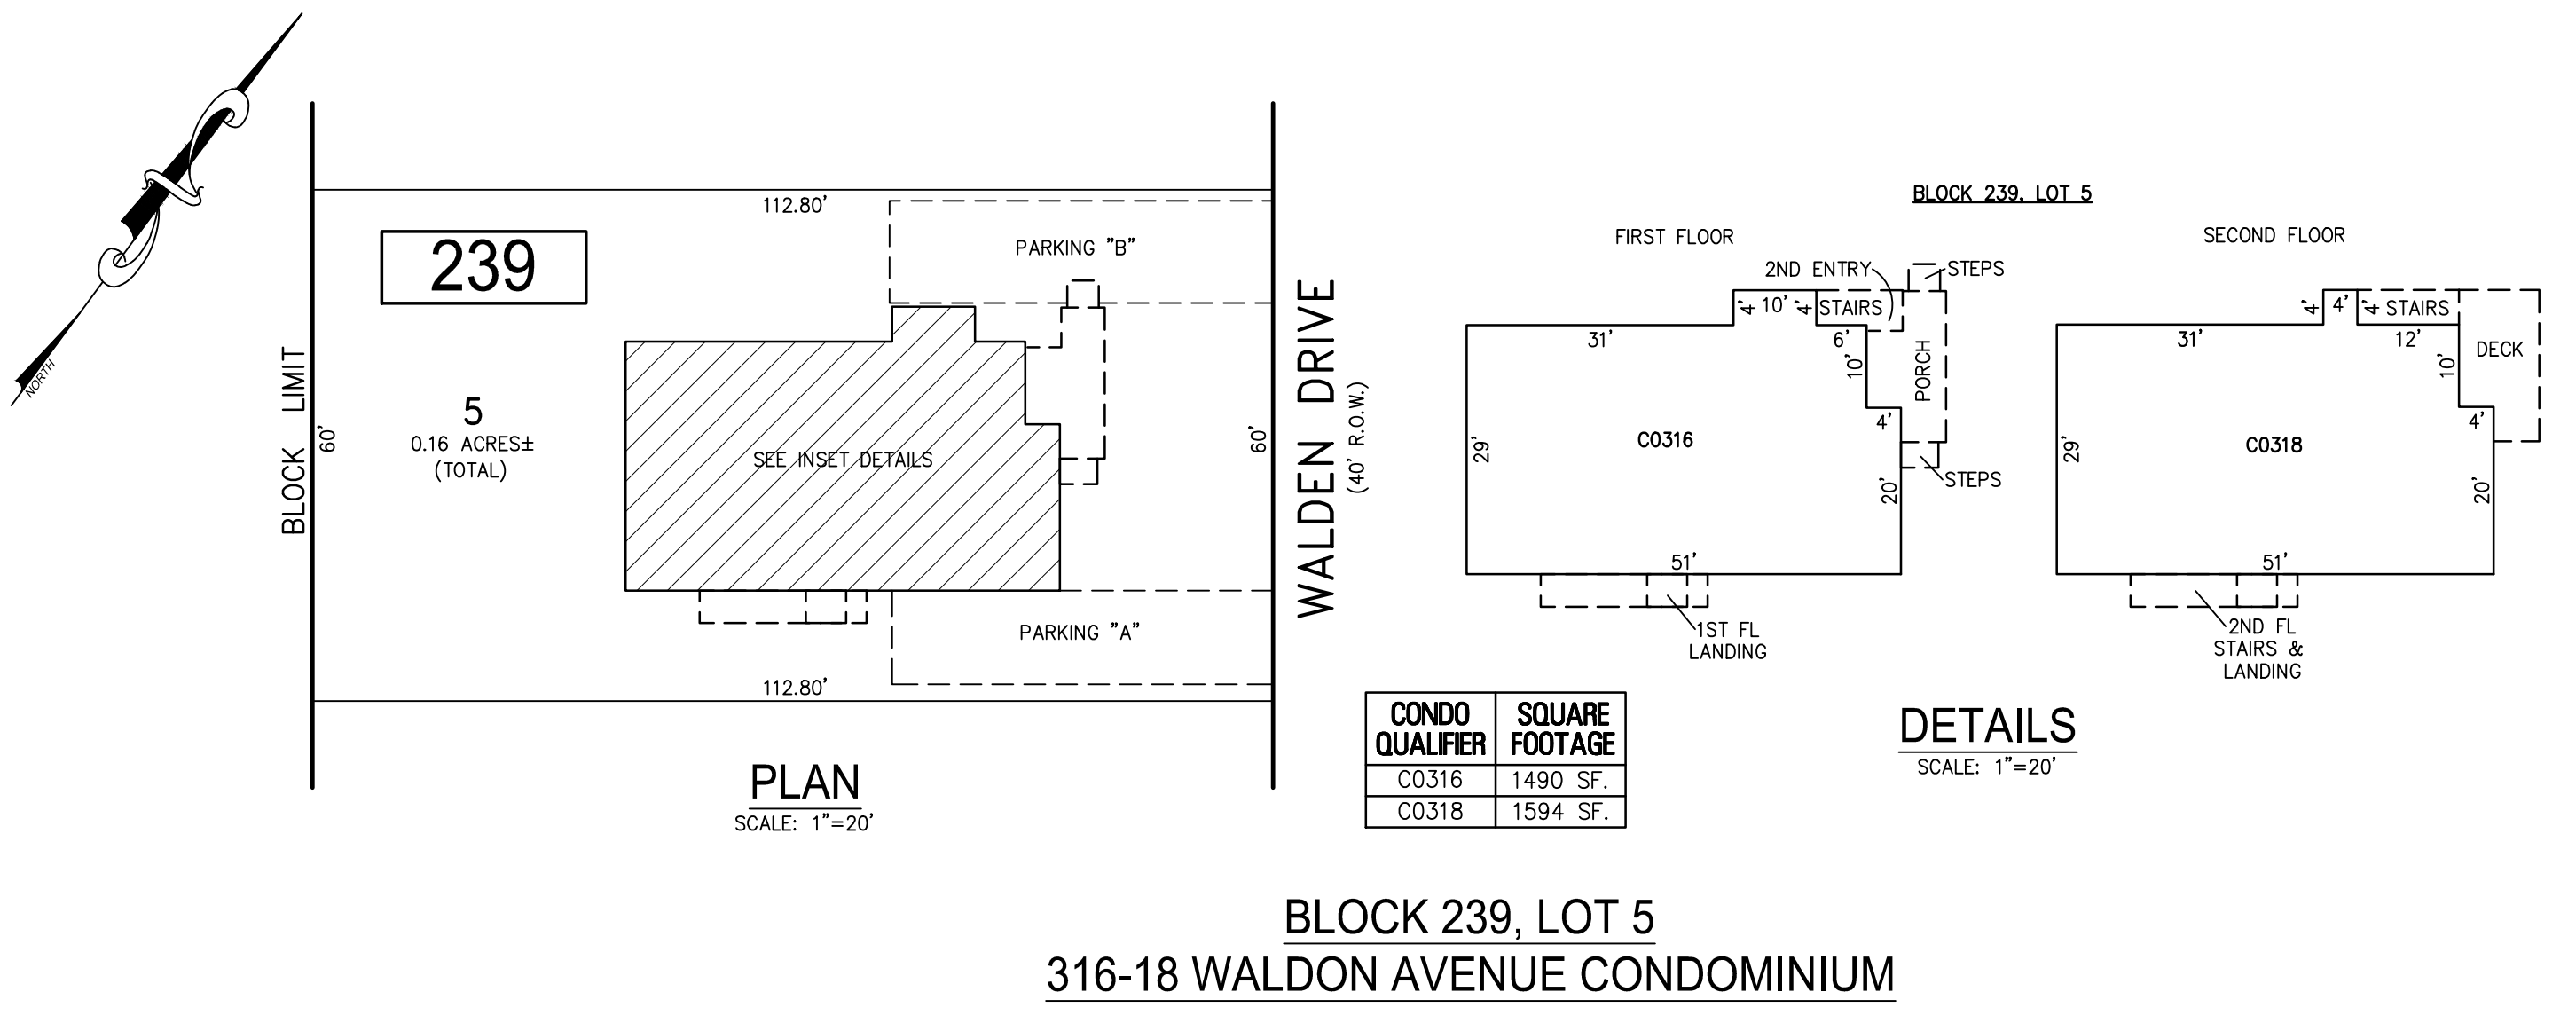 NORTH
BLOCK LIMIT
60'
112.80'
239
5
0.16 ACRES±
(TOTAL)
PARKING "B"
SEE INSET DETAILS
PARKING "A"
112.80'
60'
WALDEN DRIVE
(40' R.O.W.)
PLAN
SCALE: 1"=20'
BLOCK 239, LOT 5
FIRST FLOOR
2ND ENTRY
STEPS
4'
10'
4'
STAIRS
31'
6'
10'
PORCH
29'
C0316
4'
20'
STEPS
51'
1ST FL
LANDING
SECOND FLOOR
4'
4'
4'
STAIRS
31'
12'
10'
DECK
29'
C0318
4'
20'
51'
2ND FL
STAIRS &
LANDING
CONDO QUALIFIER
SQUARE FOOTAGE
C0316 1490 SF.
C0318 1594 SF.
DETAILS
SCALE: 1"=20'
BLOCK 239, LOT 5
316-18 WALDON AVENUE CONDOMINIUM